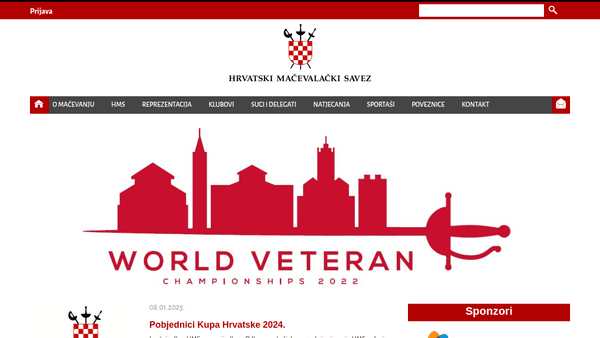 Prijava
HRVATSKI MAČEVALAČKI SAVEZ
O MAČEVANJU HMS REPREZENTACIJA KLUBOVI SUCI I DELEGATI NATJECANJA SPORTAŠI POVEZNICE KONTAKT
WORLD VETERAN
CHAMPIONSHIPS 2022
08.01.2025.
Sponzori
Pobjednici Kupa Hrvatske 2024.